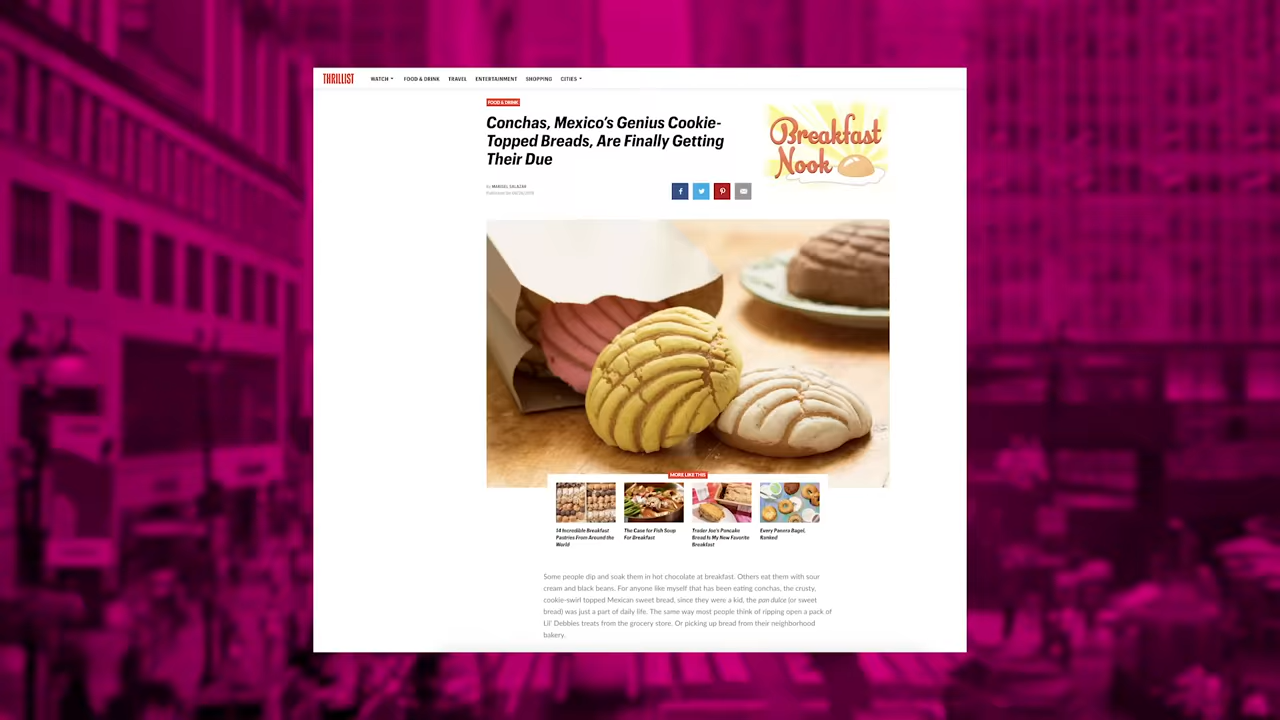 THRILLIST
WATCH FOOD & DRINK TRAVEL ENTERTAINMENT SHOPPING CITIES
FOOD & DRINK
Conchas, Mexico's Genius Cookie-
Topped Breads, Are Finally Getting
Their Due
By MARISEL SALAZAR
Breakfast
Nook
MORE LIKE THIS
14 Incredible Breakfast
Pastries From Around the
World
The Case for Fish Soup
For Breakfast
Trader Joe's Pancake
Bread Is My New Favorite
Breakfast
Every Panera Bagel,
Ranked
Some people dip and soak them in hot chocolate at breakfast. Others eat them with sour
cream and black beans. For anyone like myself that has been eating conchas, the crusty,
cookie-swirl topped Mexican sweet bread, since they were a kid, the pan dulce (or sweet
bread) was just a part of daily life. The same way most people think of ripping open a pack of
Lil' Debbies treats from the grocery store. Or picking up bread from their neighborhood
bakery.